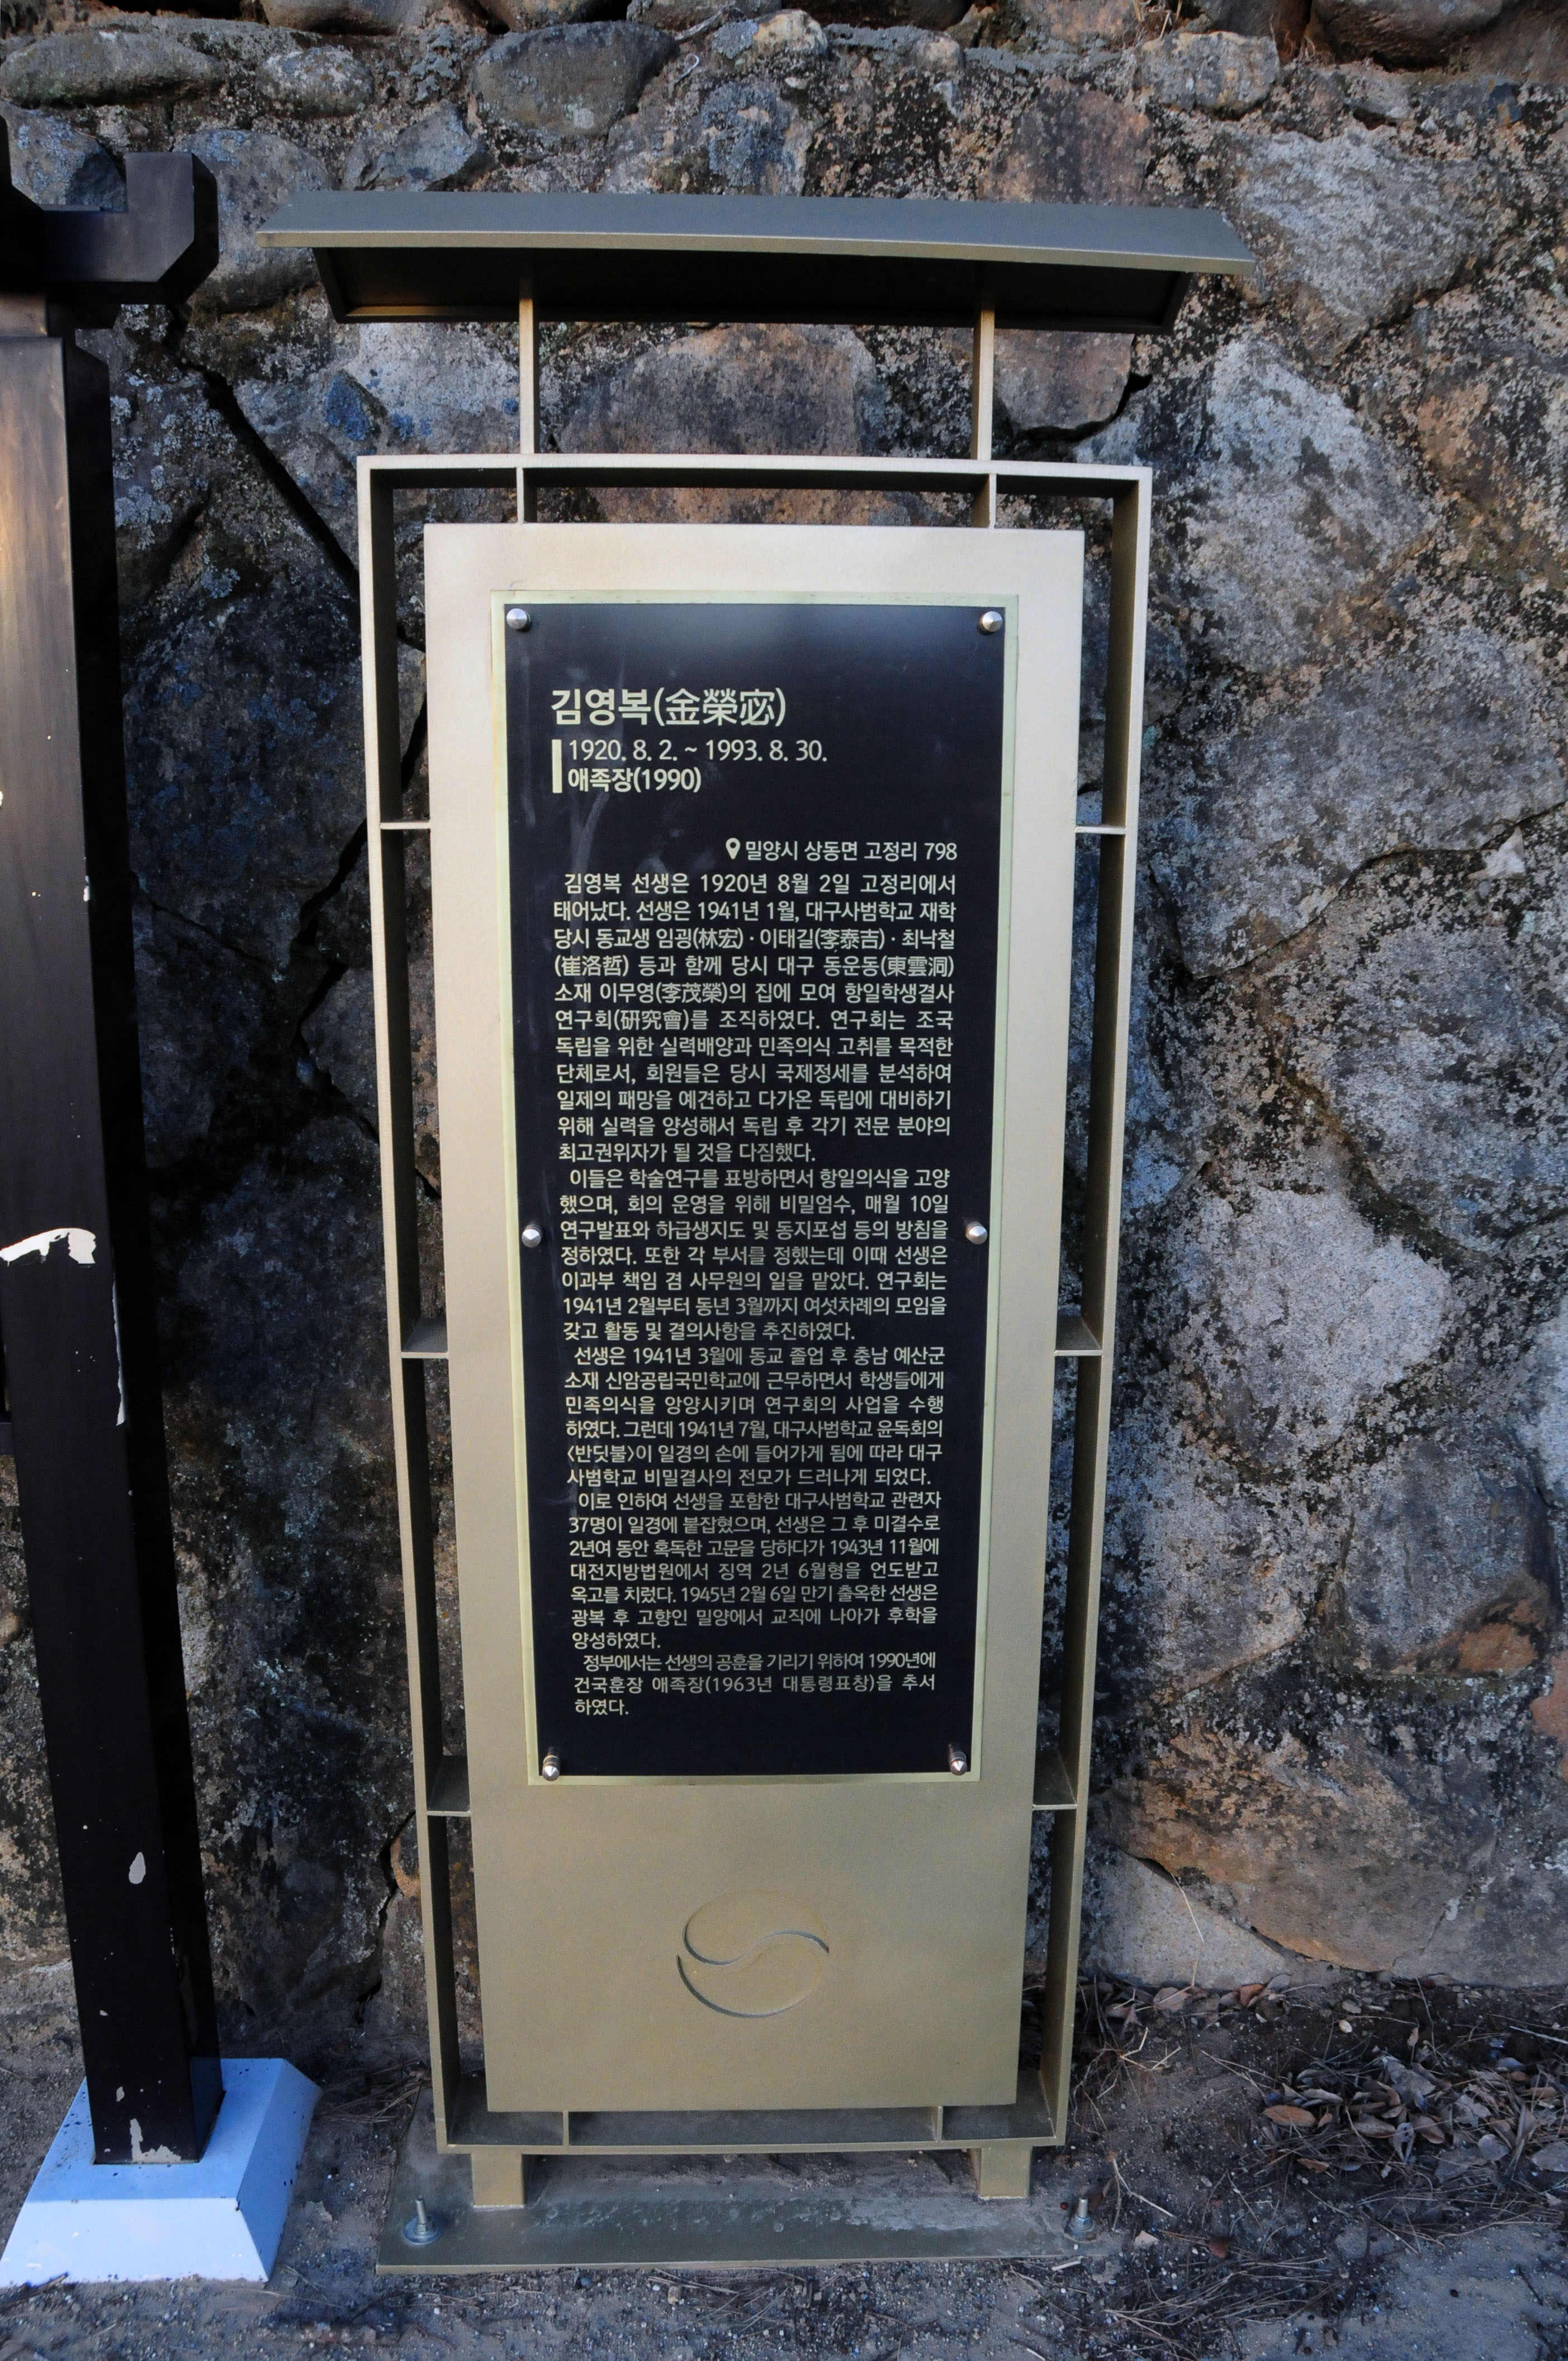 김영복(金榮宓)
1920. 8. 2. ~ 1993. 8. 30.
애족장(1990)
밀양시 상동면 고정리 798
김영복 선생은 1920년 8월 2일 고정리에서
태어났다. 선생은 1941년 1월, 대구사범학교 재학
당시 동교생 임굉(林宏)·이태길(李泰吉)·최낙철
(崔洛哲) 등과 함께 당시 대구 동운동(東雲洞)
소재 이무영(李茂榮)의 집에 모여 항일학생결사
연구회(研究會)를 조직하였다. 연구회는 조국
독립을 위한 실력배양과 민족의식 고취를 목적한
단체로서, 회원들은 당시 국제정세를 분석하여
일제의 패망을 예견하고 다가온 독립에 대비하기
위해 실력을 양성해서 독립 후 각기 전문 분야의
최고권위자가 될 것을 다짐했다.
이들은 학술연구를 표방하면서 항일의식을 고양
했으며, 회의 운영을 위해 비밀엄수, 매월 10일
연구발표와 하급생지도 및 동지포섭 등의 방침을
정하였다. 또한 각 부서를 정했는데 이때 선생은
이과부 책임 겸 사무원의 일을 맡았다. 연구회는
1941년 2월부터 동년 3월까지 여섯차례의 모임을
갖고 활동 및 결의사항을 추진하였다.
선생은 1941년 3월에 동교 졸업 후 충남 예산군
소재 신암공립국민학교에 근무하면서 학생들에게
민족의식을 앙양시키며 연구회의 사업을 수행
하였다. 그런데 1941년 7월, 대구사범학교 윤독회의
<반딧불>이 일경의 손에 들어가게 됨에 따라 대구
사범학교 비밀결사의 전모가 드러나게 되었다.
이로 인하여 선생을 포함한 대구사범학교 관련자
37명이 일경에 붙잡혔으며, 선생은 그 후 미결수로
2년여 동안 혹독한 고문을 당하다가 1943년 11월에
대전지방법원에서 징역 2년 6월형을 언도받고
옥고를 치렀다. 1945년 2월 6일 만기 출옥한 선생은
광복 후 고향인 밀양에서 교직에 나아가 후학을
양성하였다.
정부에서는 선생의 공훈을 기리기 위하여 1990년에
건국훈장 애족장(1963년 대통령표창)을 추서
하였다.